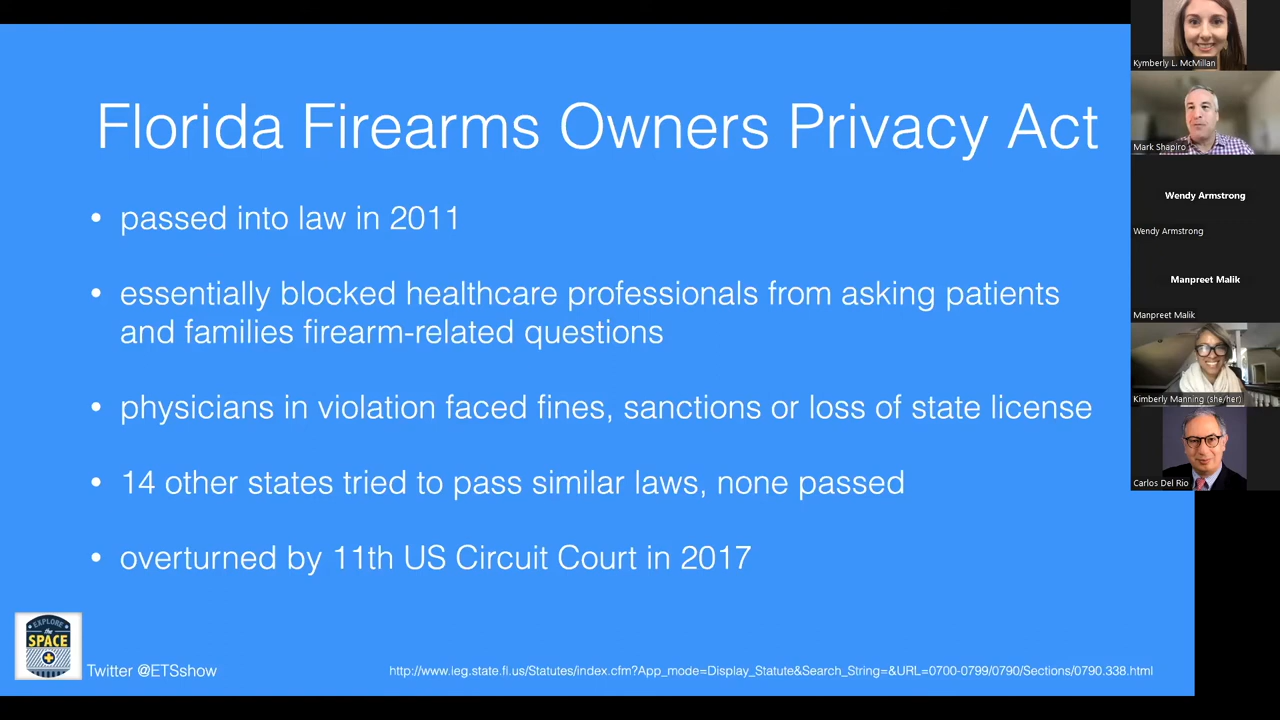 Florida Firearms Owners Privacy Act
• passed into law in 2011
• essentially blocked healthcare professionals from asking patients
and families firearm-related questions
• physicians in violation faced fines, sanctions or loss of state license
• 14 other states tried to pass similar laws, none passed
• overturned by 11th US Circuit Court in 2017
EXPLORE
the
SPACE
Twitter @ETSshow
http://www.ieg.state.fl.us/Statutes/index.cfm?App_mode=Display_Statute&Search_String=&URL=0700-0799/0790/Sections/0790.338.html
Kymberly L. McMillan
Mark Shapiro
Wendy Armstrong
Wendy Armstrong
Manpreet Malik
Manpreet Malik
Kimberly Manning (she/her)
Carlos Del Rio